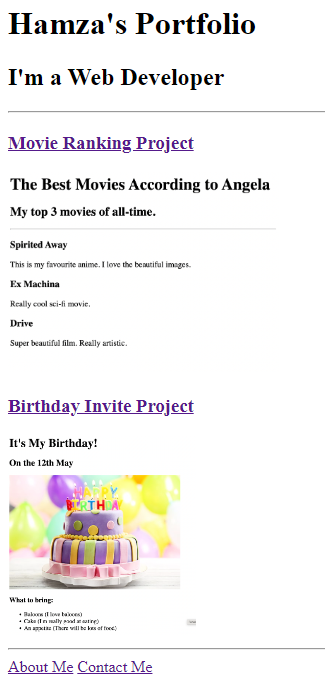 Hamza's Portfolio
I'm a Web Developer
Movie Ranking Project
The Best Movies According to Angela
My top 3 movies of all-time.
Spirited Away
This is my favourite anime. I love the beautiful images.
Ex Machina
Really cool sci-fi movie.
Drive
Super beautiful film. Really artistic.
Birthday Invite Project
It's My Birthday!
On the 12th May
HAPPY
BIRTHDAY
What to bring:
• Baloons (I love baloons)
• Cake (I'm really good at eating)
• An appetite (There will be lots of food)
About Me Contact Me